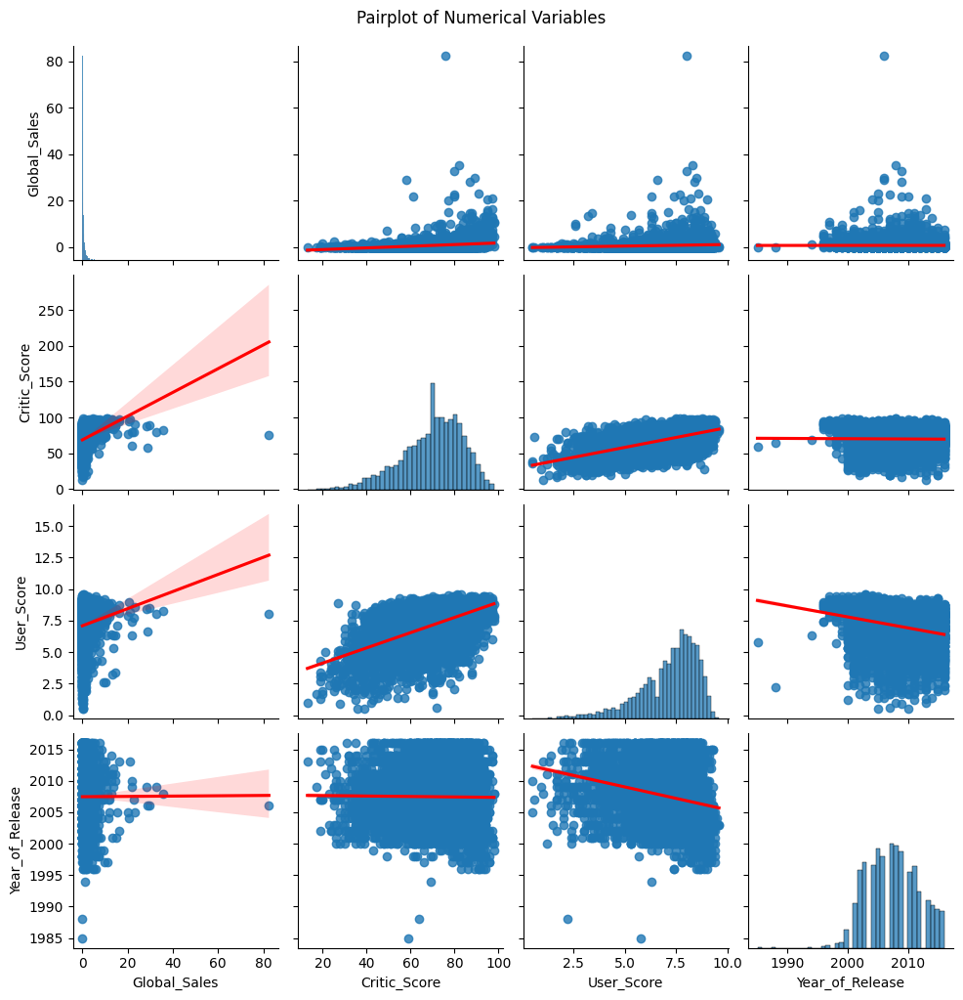 Pairplot of Numerical Variables
80
60
40
20
0
Global_Sales
250
200
150
100
50
0
Critic_Score
15.0
12.5
10.0
7.5
5.0
2.5
0.0
User_Score
2015
2010
2005
2000
1995
1990
1985
Year_of_Release
0 20 40 60 80
20 40 60 80 100
2.5 5.0 7.5 10.0
1990 2000 2010
Global_Sales
Critic_Score
User_Score
Year_of_Release